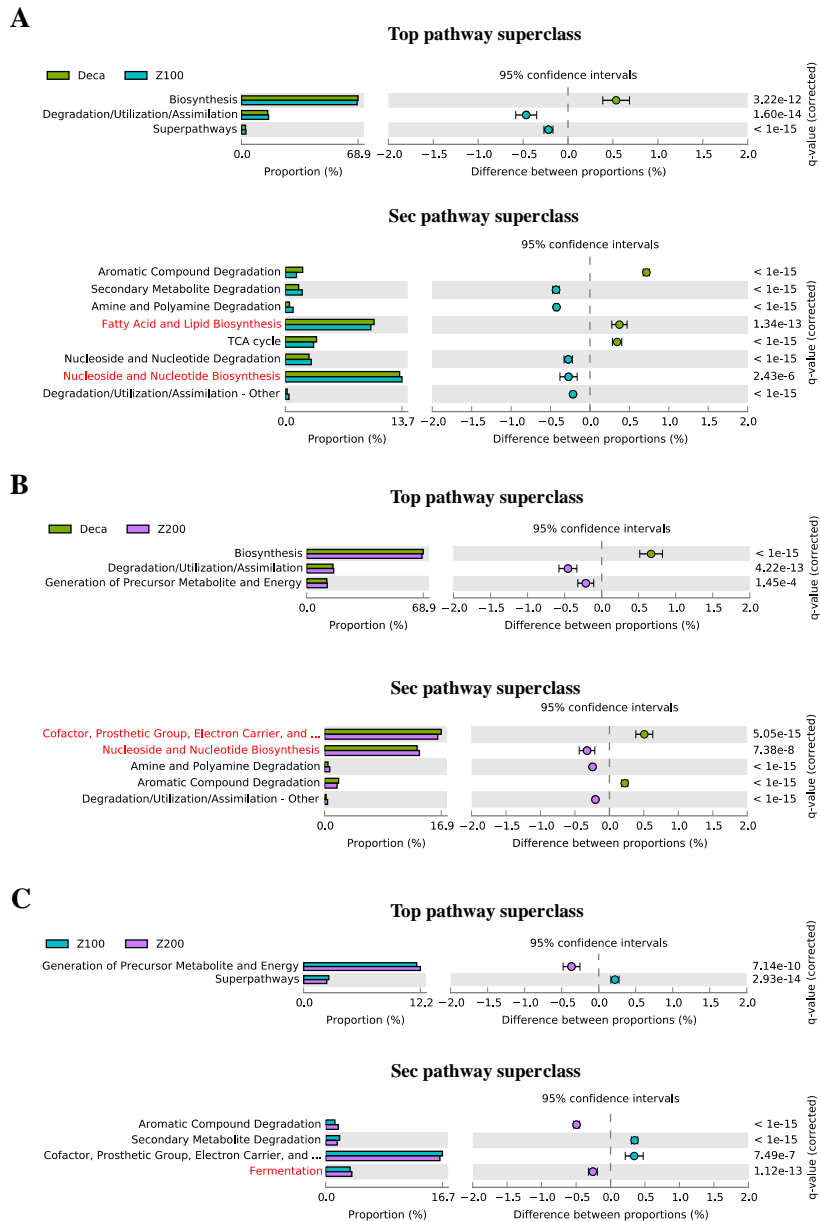 A
Top pathway superclass
Deca Z100 95% confidence intervals
Biosynthesis 3.22e-12
Degradation/Utilization/Assimilation 1.60e-14
Superpathways < 1e-15
0.0 68.9 −2.0 −1.5 −1.0 −0.5 0.0 0.5 1.0 1.5 2.0
Proportion (%) Difference between proportions (%)
q-value (corrected)
Sec pathway superclass
95% confidence intervals
Aromatic Compound Degradation < 1e-15
Secondary Metabolite Degradation < 1e-15
Amine and Polyamine Degradation < 1e-15
Fatty Acid and Lipid Biosynthesis 1.34e-13
TCA cycle < 1e-15
Nucleoside and Nucleotide Degradation < 1e-15
Nucleoside and Nucleotide Biosynthesis 2.43e-6
Degradation/Utilization/Assimilation - Other < 1e-15
0.0 13.7 −2.0 −1.5 −1.0 −0.5 0.0 0.5 1.0 1.5 2.0
Proportion (%) Difference between proportions (%)
q-value (corrected)
B
Top pathway superclass
Deca Z200 95% confidence intervals
Biosynthesis < 1e-15
Degradation/Utilization/Assimilation 4.22e-13
Generation of Precursor Metabolite and Energy 1.45e-4
0.0 68.9 −2.0 −1.5 −1.0 −0.5 0.0 0.5 1.0 1.5 2.0
Proportion (%) Difference between proportions (%)
q-value (corrected)
Sec pathway superclass
95% confidence intervals
Cofactor, Prosthetic Group, Electron Carrier, and ... 5.05e-15
Nucleoside and Nucleotide Biosynthesis 7.38e-8
Amine and Polyamine Degradation < 1e-15
Aromatic Compound Degradation < 1e-15
Degradation/Utilization/Assimilation - Other < 1e-15
0.0 16.9 −2.0 −1.5 −1.0 −0.5 0.0 0.5 1.0 1.5 2.0
Proportion (%) Difference between proportions (%)
q-value (corrected)
C
Top pathway superclass
Z100 Z200 95% confidence intervals
Generation of Precursor Metabolite and Energy 7.14e-10
Superpathways 2.93e-14
0.0 12.2 −2.0 −1.5 −1.0 −0.5 0.0 0.5 1.0 1.5 2.0
Proportion (%) Difference between proportions (%)
q-value (corrected)
Sec pathway superclass
95% confidence intervals
Aromatic Compound Degradation < 1e-15
Secondary Metabolite Degradation < 1e-15
Cofactor, Prosthetic Group, Electron Carrier, and ... 7.49e-7
Fermentation 1.12e-13
0.0 16.7 −2.0 −1.5 −1.0 −0.5 0.0 0.5 1.0 1.5 2.0
Proportion (%) Difference between proportions (%)
q-value (corrected)